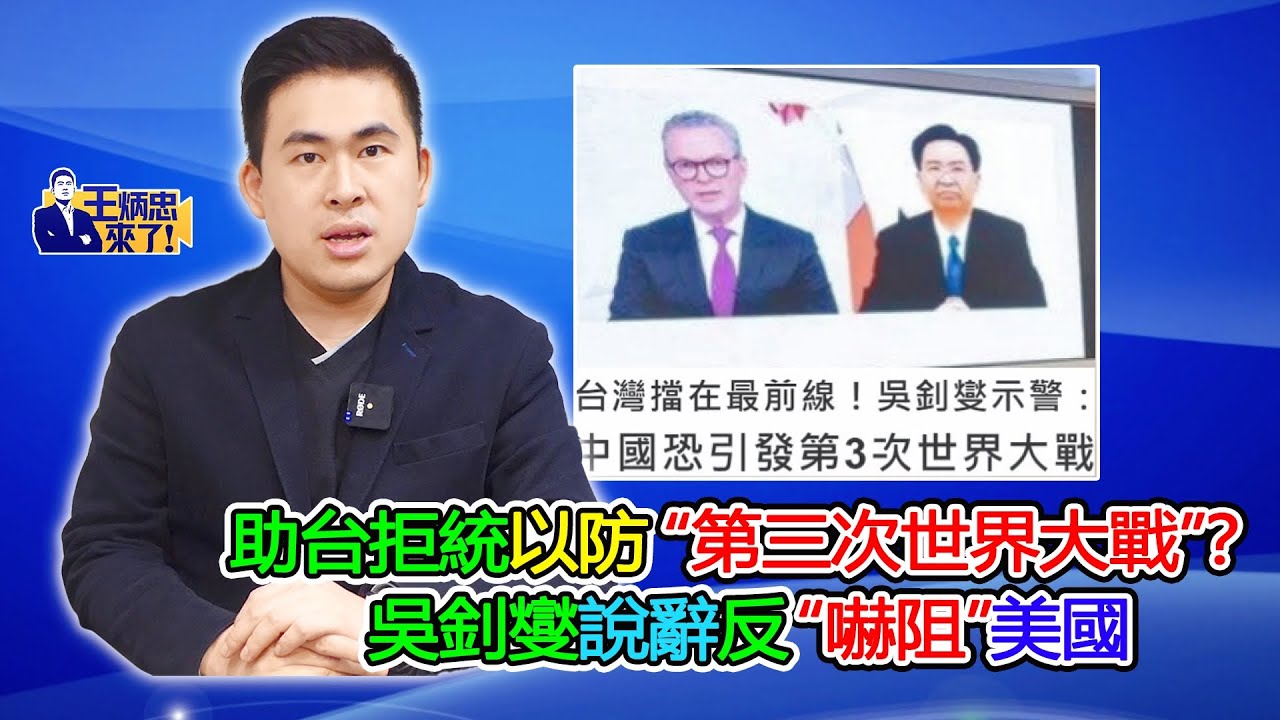 王炳忠
來了!
RØDE
台灣擋在最前線！吳釗燮示警：
中國恐引發第3次世界大戰
助台拒統以防“第三次世界大戰”?
吳釗燮說辭反“嚇阻”美國